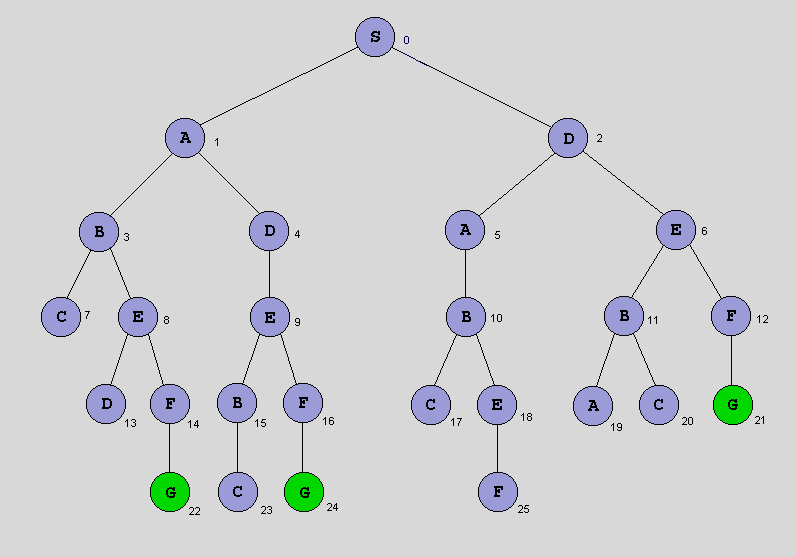 S 0
A 1 D 2
B 3 D 4 A 5 E 6
C 7 E 8 E 9 B 10 B 11 F 12
D 13 F 14 B 15 F 16 C 17 E 18 A 19 C 20 G 21
G 22 C 23 G 24 F 25